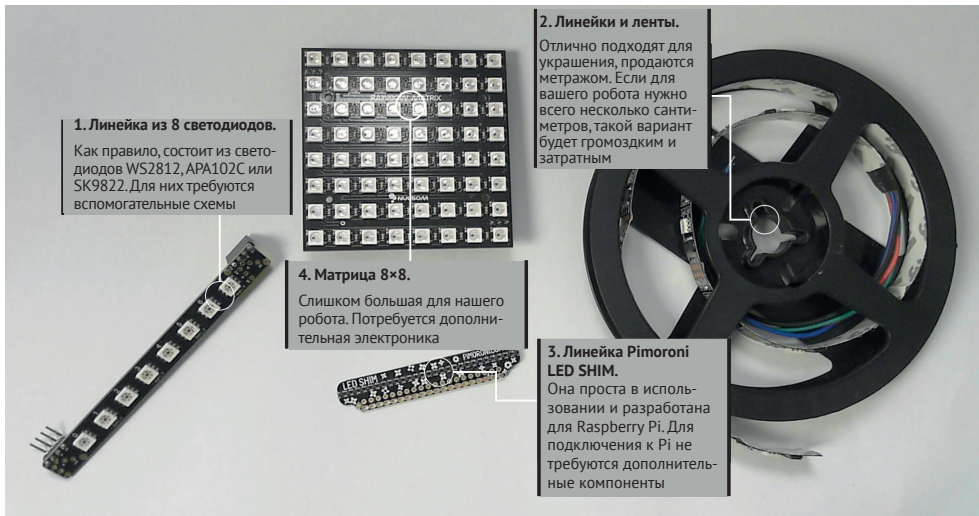 1. Линейка из 8 светодиодов.
Как правило, состоит из свето-
диодов WS2812, APA102C или
SK9822. Для них требуются
вспомогательные схемы
2. Линейки и ленты.
Отлично подходят для
украшения, продаются
метражом. Если для
вашего робота нужно
всего несколько санти-
метров, такой вариант
будет громоздким и
затратным
4. Матрица 8×8.
Слишком большая для нашего
робота. Потребуется дополни-
тельная электроника
LED SHIM
PIMORONI
3. Линейка Pimoroni
LED SHIM.
Она проста в исполь-
зовании и разработана
для Raspberry Pi. Для
подключения к Pi не
требуются дополнитель-
ные компоненты